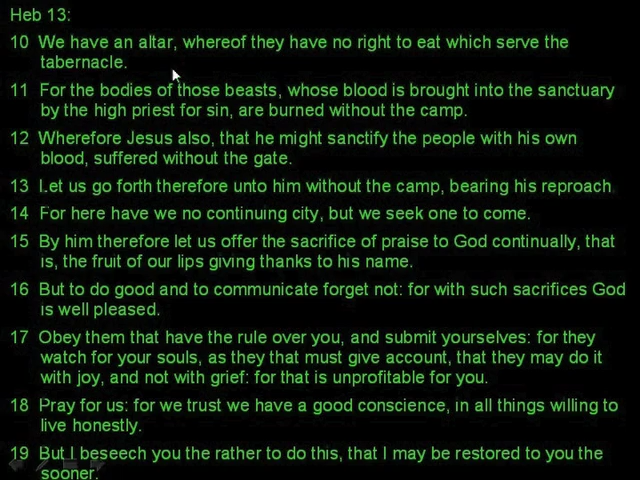 Heb 13:
10 We have an altar, whereof they have no right to eat which serve the
tabernacle.
11 For the bodies of those beasts, whose blood is brought into the sanctuary
by the high priest for sin, are burned without the camp.
12 Wherefore Jesus also, that he might sanctify the people with his own
blood, suffered without the gate.
13 Let us go forth therefore unto him without the camp, bearing his reproach
14 For here have we no continuing city, but we seek one to come.
15 By him therefore let us offer the sacrifice of praise to God continually, that
is, the fruit of our lips giving thanks to his name.
16 But to do good and to communicate forget not: for with such sacrifices God
is well pleased.
17 Obey them that have the rule over you, and submit yourselves: for they
watch for your souls, as they that must give account, that they may do it
with joy, and not with grief: for that is unprofitable for you.
18 Pray for us: for we trust we have a good conscience, in all things willing to
live honestly.
19 But I beseech you the rather to do this, that I may be restored to you the
sooner.